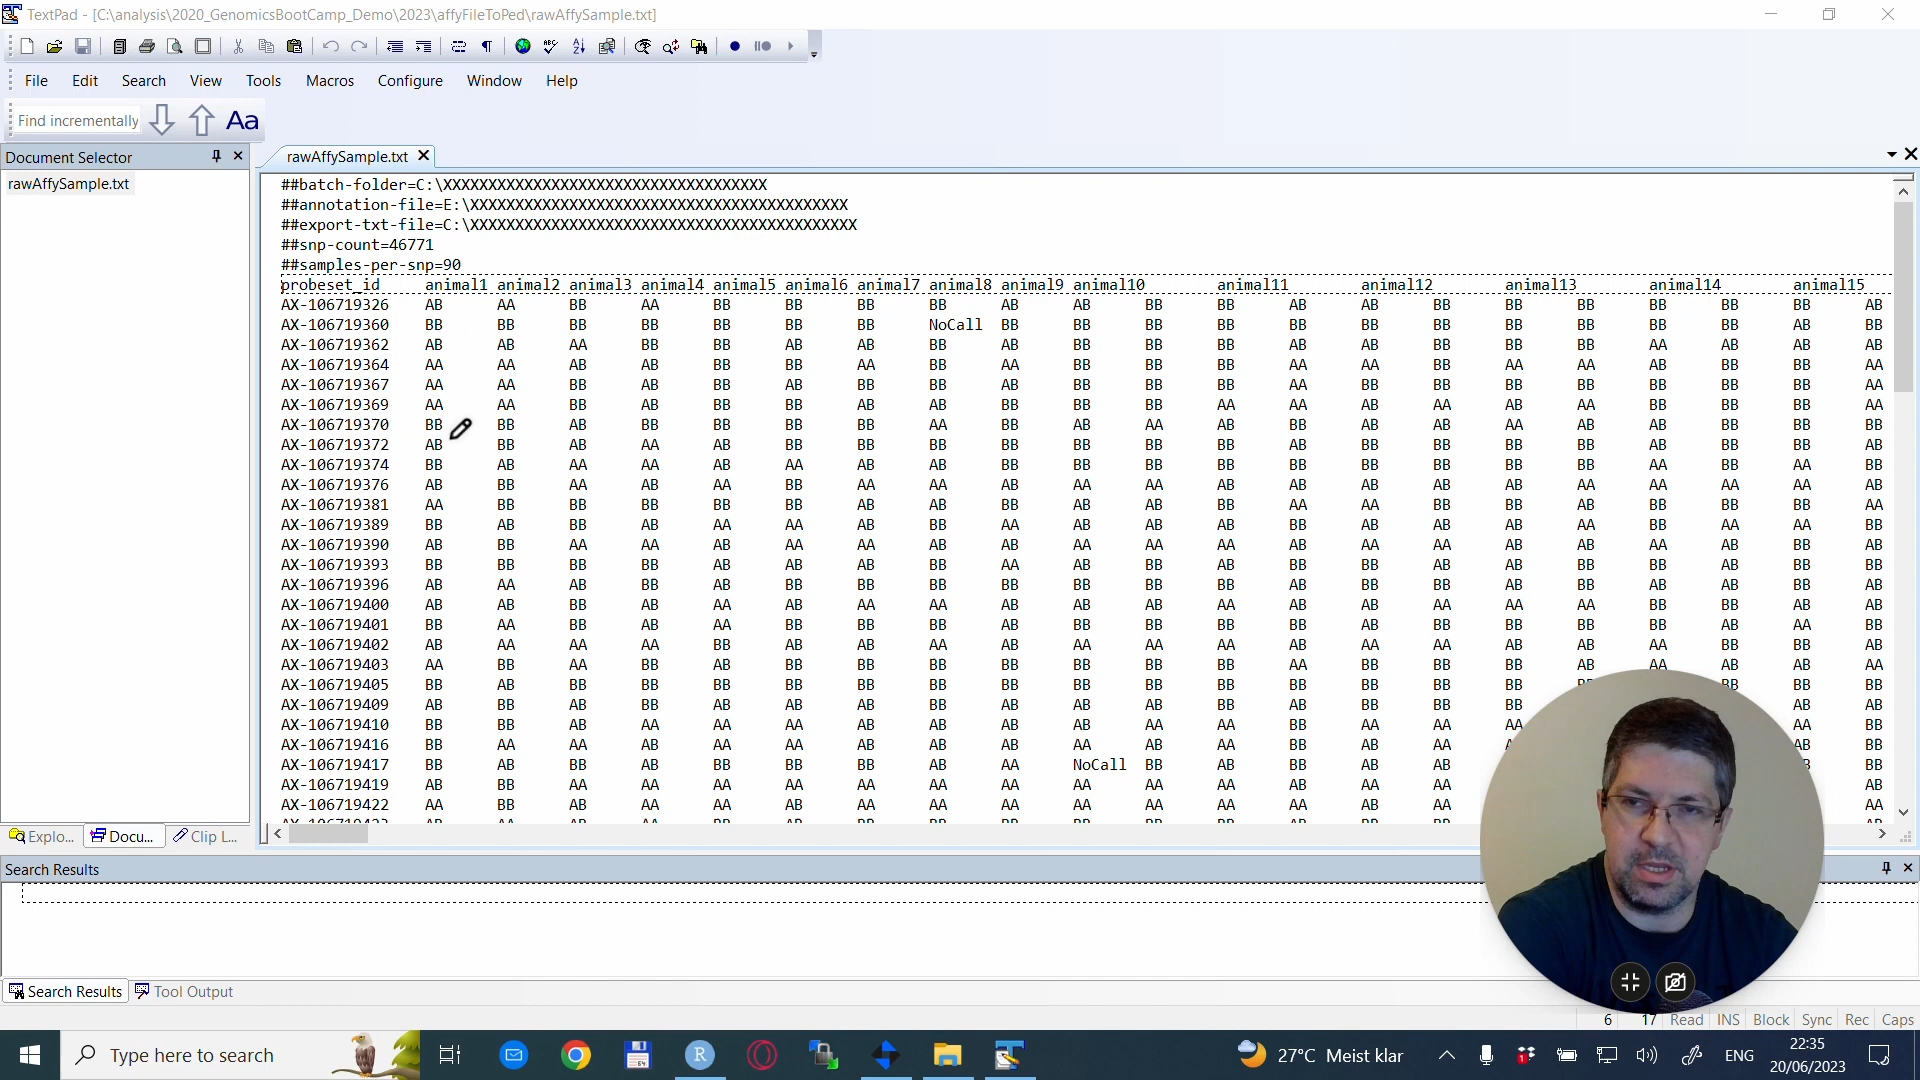 TextPad - [C:\analysis\2020_GenomicsBootCamp_Demo\2023\affyFileToPed\rawAffySample.txt]
File Edit Search View Tools Macros Configure Window Help
Find incrementally Aa
Document Selector
rawAffySample.txt
rawAffySample.txt
##batch-folder=C:\XXXXXXXXXXXXXXXXXXXXXXXXXXXXXXXXXXXX
##annotation-file=E:\XXXXXXXXXXXXXXXXXXXXXXXXXXXXXXXXXXXXXXXXXX
##export-txt-file=C:\XXXXXXXXXXXXXXXXXXXXXXXXXXXXXXXXXXXXXXXXXXX
##snp-count=46771
##samples-per-snp=90
probeset_id animal1 animal2 animal3 animal4 animal5 animal6 animal7 animal8 animal9 animal10 animal11 animal12 animal13 animal14 animal15
AX-106719326 AB AA BB AA BB BB BB BB AB AB BB BB AB AB BB BB BB BB BB BB AB
AX-106719360 BB BB BB BB BB BB BB NoCall BB BB BB BB BB BB BB BB BB BB BB AB BB
AX-106719362 AB AB AA BB BB AB AB BB AB BB BB BB AB AB BB BB BB AA AB AB AB
AX-106719364 AA AA AB AB BB BB AA BB AA BB BB BB AA AA BB AA AA AB BB BB AA
AX-106719367 AA AA BB AB BB AB BB BB AB BB BB BB AA BB BB BB BB BB BB BB AA
AX-106719369 AA AA BB AB BB BB AB AB BB BB BB AA AA AB AA AB AA BB BB BB AA
AX-106719370 BB BB AB BB BB BB BB AA BB AB AA AB BB AB AB AA AB AB BB BB BB
AX-106719372 AB BB AB AA AB BB BB BB BB BB BB BB AB BB BB BB BB AB BB BB AB
AX-106719374 BB AB AA AA AB AA AB AB BB BB BB BB BB BB BB BB BB AA BB AA BB
AX-106719376 AB BB AA AB AA BB AA AA AB AA AA AB AB AB AA AB AB AA AA AA AB
AX-106719381 AA BB BB BB BB BB AB AB BB AB AB BB AA AA BB BB AB BB BB BB AA
AX-106719389 BB AB BB AB AA AA AB BB AA AB AB AB BB AB AB AB AA BB AA AA BB
AX-106719390 AB BB AA AA AB AA AA AB AB AA AA AA AB AA AA AB AB AA AB BB AB
AX-106719393 BB BB BB BB AB AB AB BB AA AB BB AB BB AB AB BB BB AB AB BB BB
AX-106719396 AB AA AB BB AB BB BB BB BB BB BB BB AB BB BB AB BB AB AB BB AB
AX-106719400 AB AB BB AB AA AB AA AA AB AB AB AA AB AB AA AA AA BB BB AB AB
AX-106719401 BB AA BB AB AA BB BB BB AB BB BB BB BB AB BB BB BB BB AB AA BB
AX-106719402 AB AA AA AA BB AB AB AA BB AA AA AA AB AA AA AB AB AA BB BB AB
AX-106719403 AA BB AA BB AB BB BB BB BB BB BB BB AA BB BB BB AB AA AB AB AA
AX-106719405 BB AB BB BB BB BB BB BB BB BB BB BB BB BB BB BB BB BB BB
AX-106719409 AB BB BB AB AB AB AB BB AB AB BB AB AB AB BB BB AB AB
AX-106719410 BB BB AB AA AA AA AB AB AB AB AA AA BB AA AA AA AA BB
AX-106719416 BB AA AA AB AA AA AB AB AB AA AB AA BB AB AA AB BB
AX-106719417 BB AB BB AB BB BB BB AB AA NoCall BB AB BB AB AB BB
AX-106719419 AB BB AB AA AA AA AA AA AA AA AA AA AB AA AA AB
AX-106719422 AA BB AB AA AA AB AA AA AA AA AA AA AA AB AA AA
Explo... Docu... Clip L...
Search Results
Search Results Tool Output
6 17 Read INS Block Sync Rec Caps
Type here to search
27°C Meist klar ENG
22:35
20/06/2023